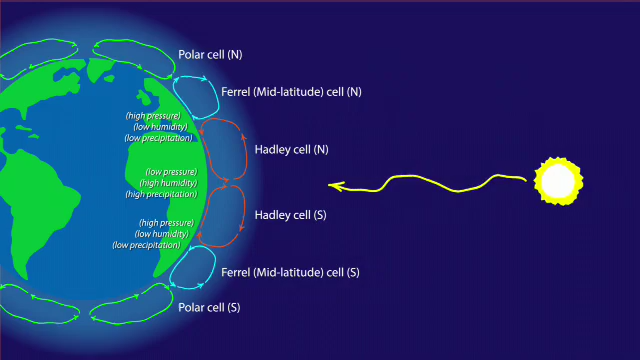 Polar cell (N)
Ferrel (Mid-latitude) cell (N)
(high pressure)
(low humidity)
(low precipitation)
Hadley cell (N)
(low pressure)
(high humidity)
(high precipitation)
Hadley cell (S)
(high pressure)
(low humidity)
(low precipitation)
Ferrel (Mid-latitude) cell (S)
Polar cell (S)